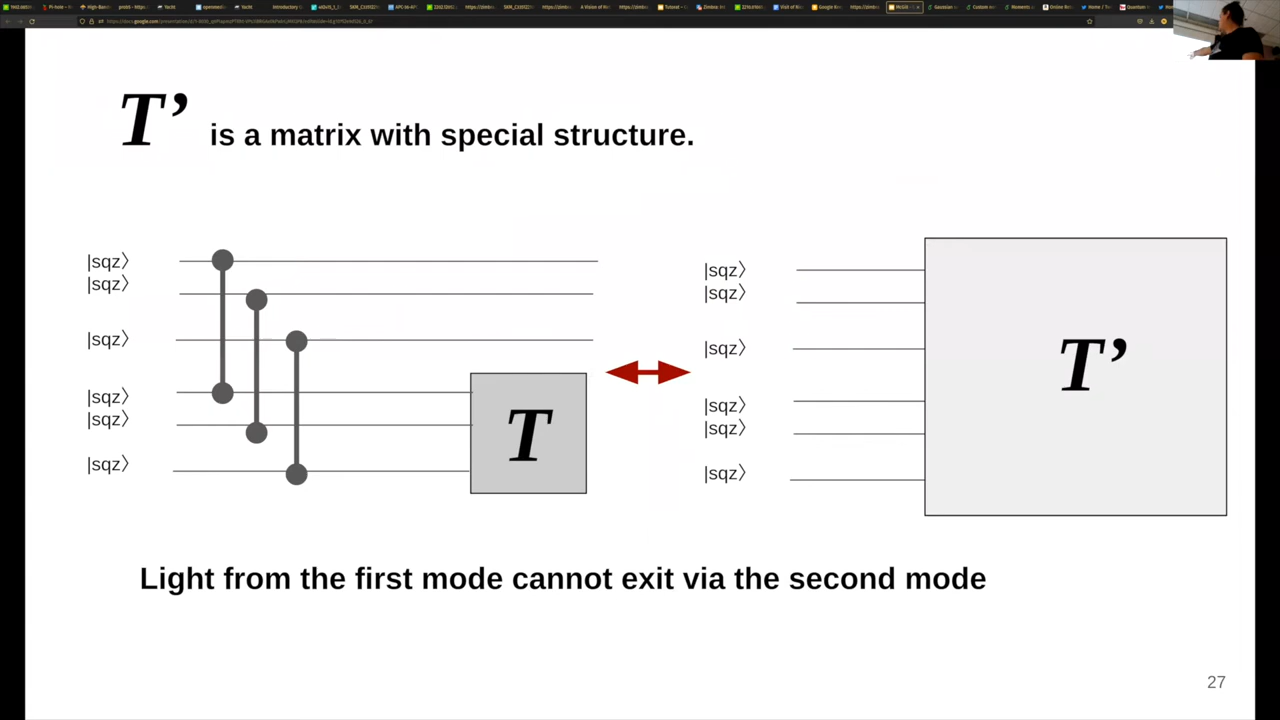 T’ is a matrix with special structure.
|sqz〉
|sqz〉
|sqz〉
|sqz〉
|sqz〉
|sqz〉
T
|sqz〉
|sqz〉
|sqz〉
|sqz〉
|sqz〉
|sqz〉
T’
Light from the first mode cannot exit via the second mode
27